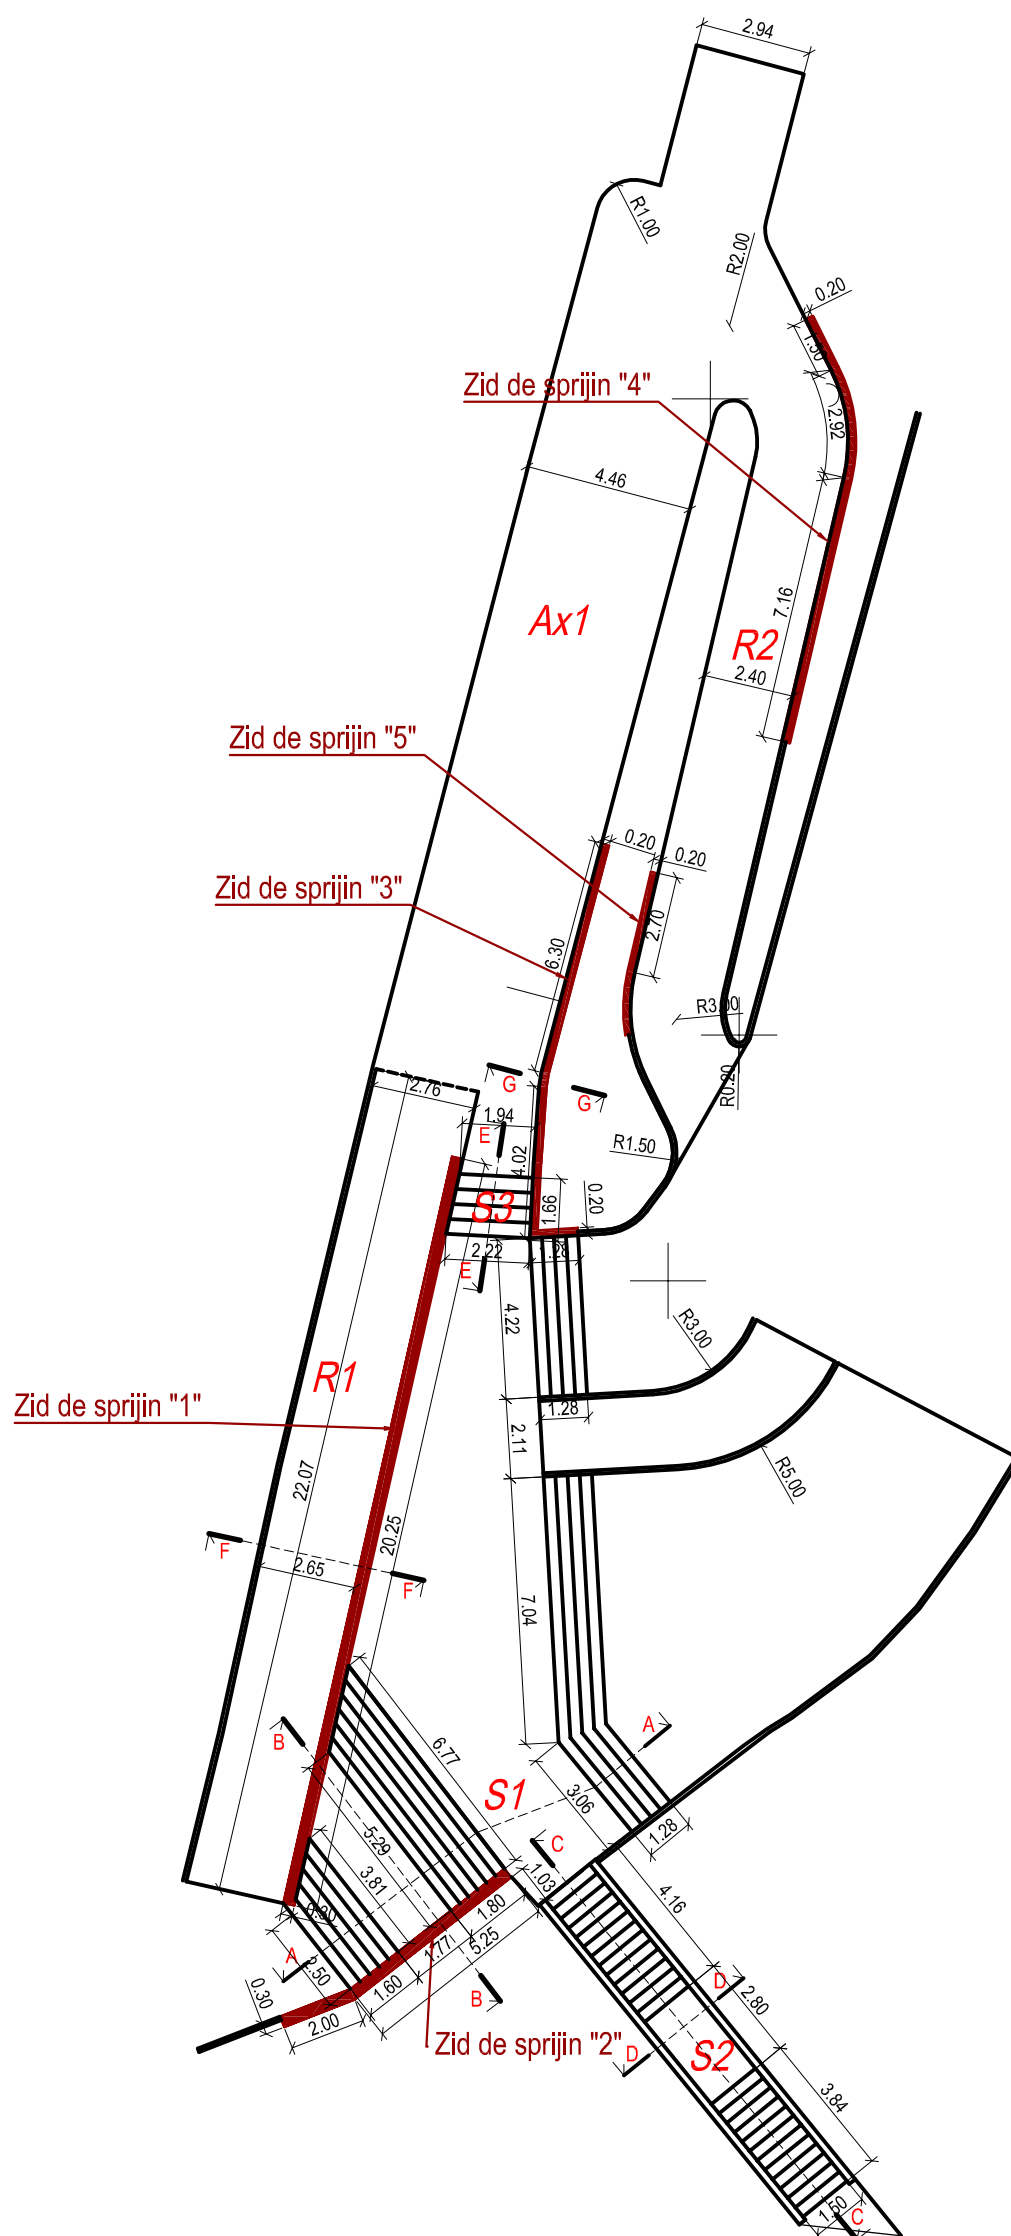 2.94
R1.00
R2.00
0.20
1.50
Zid de sprijin "4"
2.92
4.46
7.16
Ax1
R2
2.40
Zid de sprijin "5"
0.20
0.20
Zid de sprijin "3"
2.70
6.30
R3.00
G
R0.20
2.76
G
1.94
E
R1.50
4.02
S3
1.66
0.20
2.22
1.28
E
4.22
R3.00
R1
Zid de sprijin "1"
1.28
2.11
R5.00
22.07
20.25
F
2.65
F
7.04
A
B
6.77
S1
3.06
1.28
5.29
C
3.81
1.03
4.16
0.30
1.80
1.77
5.25
A
2.50
D
1.60
B
2.80
0.30
2.00
Zid de sprijin "2"
S2
D
3.84
1.50
C